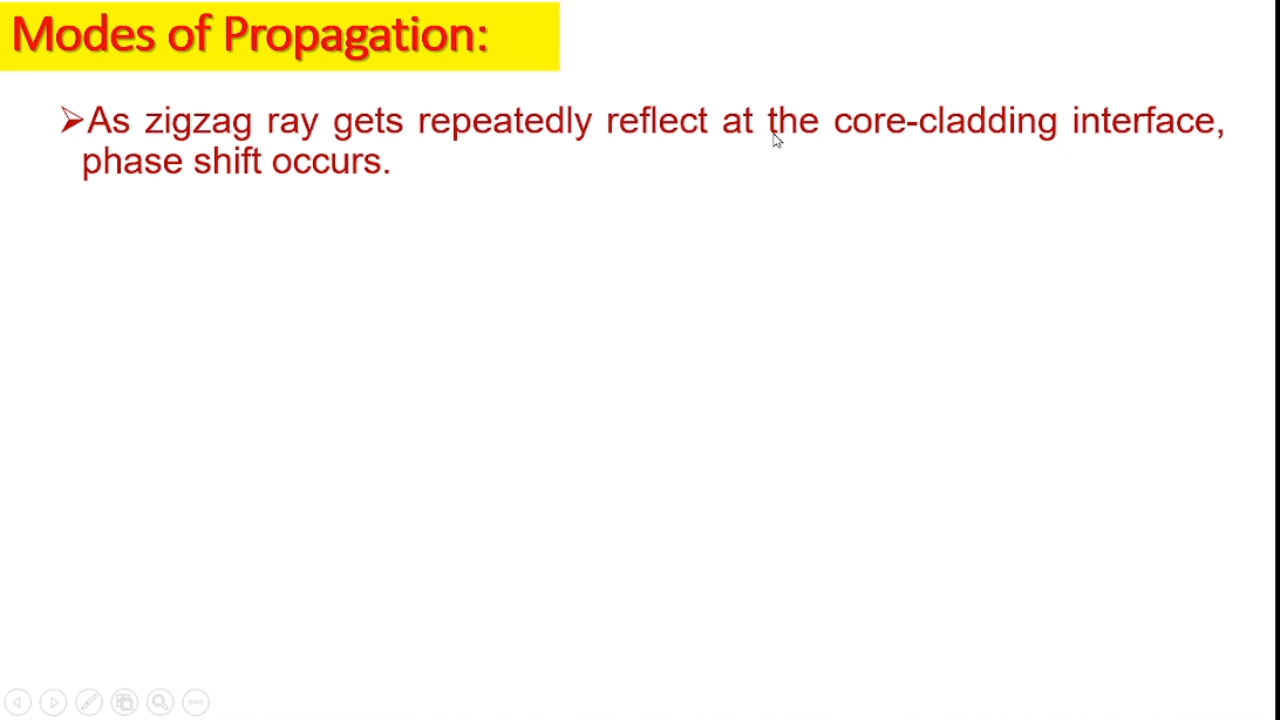 Modes of Propagation:
➢As zigzag ray gets repeatedly reflect at the core-cladding interface,
phase shift occurs.